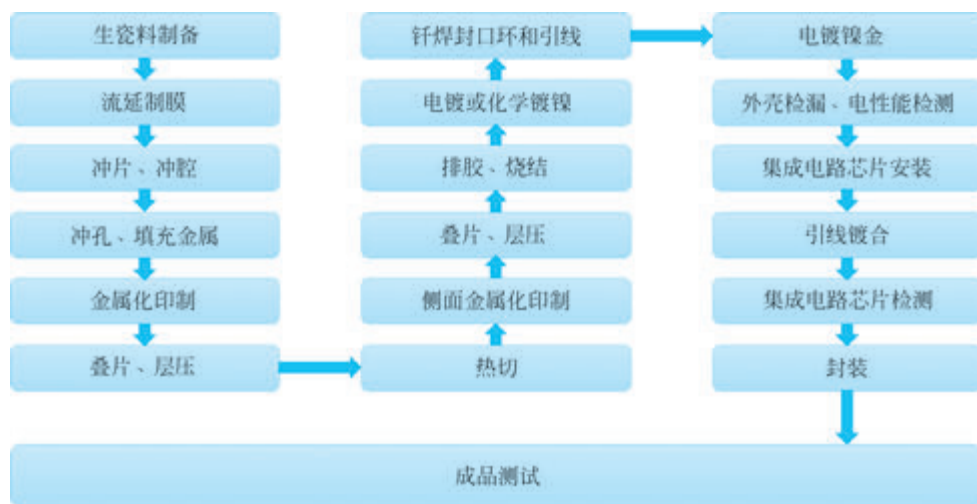 生瓷料制备
流延制膜
冲片、冲腔
冲孔、填充金属
金属化印制
叠片、层压
热切
侧面金属化印制
叠片、层压
排胶、烧结
电镀或化学镀镍
钎焊封口环和引线
电镀镍金
外壳检漏、电性能检测
集成电路芯片安装
引线镀合
集成电路芯片检测
封装
成品测试